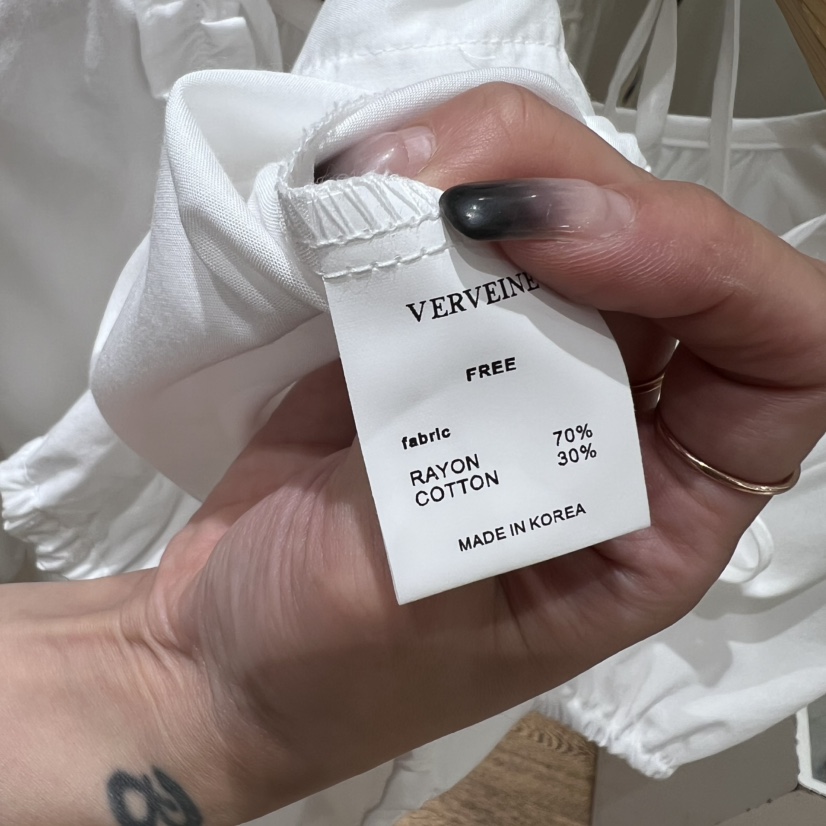 VERVEINE
FREE
fabric
RAYON 70%
COTTON 30%
MADE IN KOREA